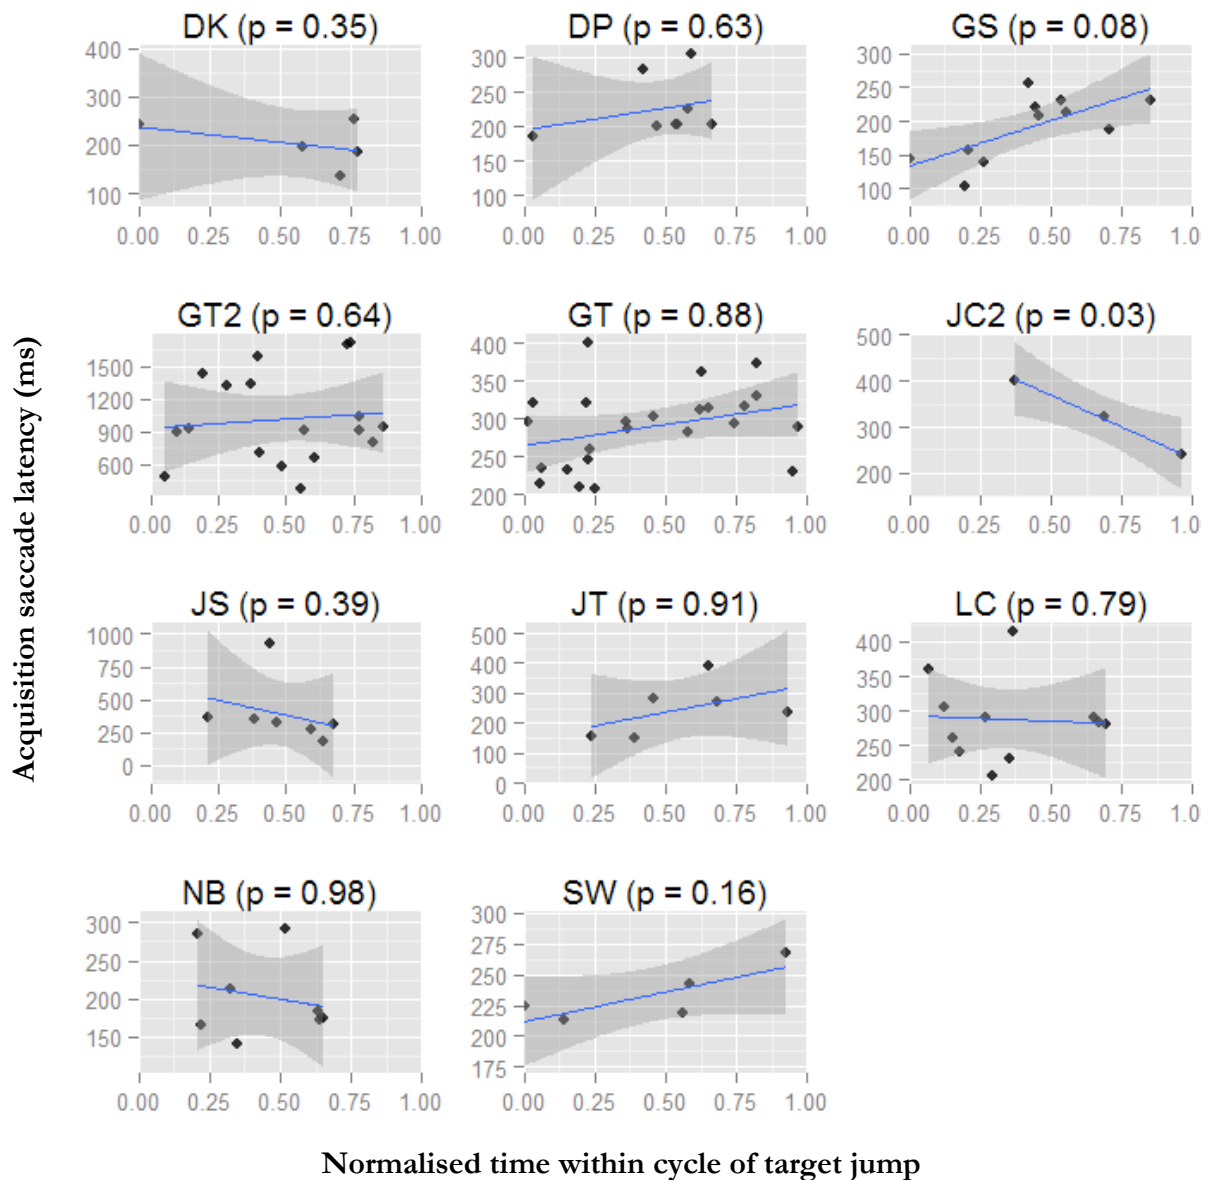 DK (p = 0.35)
400
300
200
100
0.00 0.25 0.50 0.75 1.00
DP (p = 0.63)
300
250
200
150
100
0.00 0.25 0.50 0.75 1.00
GS (p = 0.08)
300
250
200
150
100
0.00 0.25 0.50 0.75 1.0
Acquisition saccade latency (ms)
GT2 (p = 0.64)
1500
1200
900
600
0.00 0.25 0.50 0.75 1.00
GT (p = 0.88)
400
350
300
250
200
0.00 0.25 0.50 0.75 1.00
JC2 (p = 0.03)
500
400
300
200
0.00 0.25 0.50 0.75 1.0
JS (p = 0.39)
1000
750
500
250
0
0.00 0.25 0.50 0.75 1.00
JT (p = 0.91)
500
400
300
200
100
0
0.00 0.25 0.50 0.75 1.00
LC (p = 0.79)
400
350
300
250
200
0.00 0.25 0.50 0.75 1.0
NB (p = 0.98)
300
250
200
150
0.00 0.25 0.50 0.75 1.00
SW (p = 0.16)
300
275
250
225
200
175
0.00 0.25 0.50 0.75 1.00
Normalised time within cycle of target jump